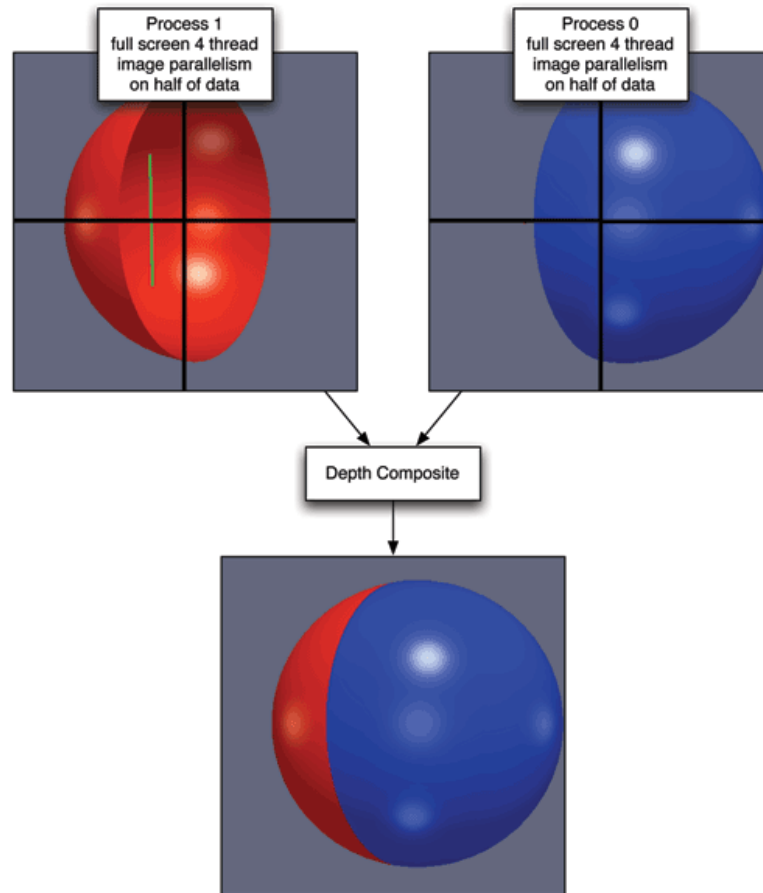 Process 1
full screen 4 thread
image parallelism
on half of data
Process 0
full screen 4 thread
image parallelism
on half of data
Depth Composite